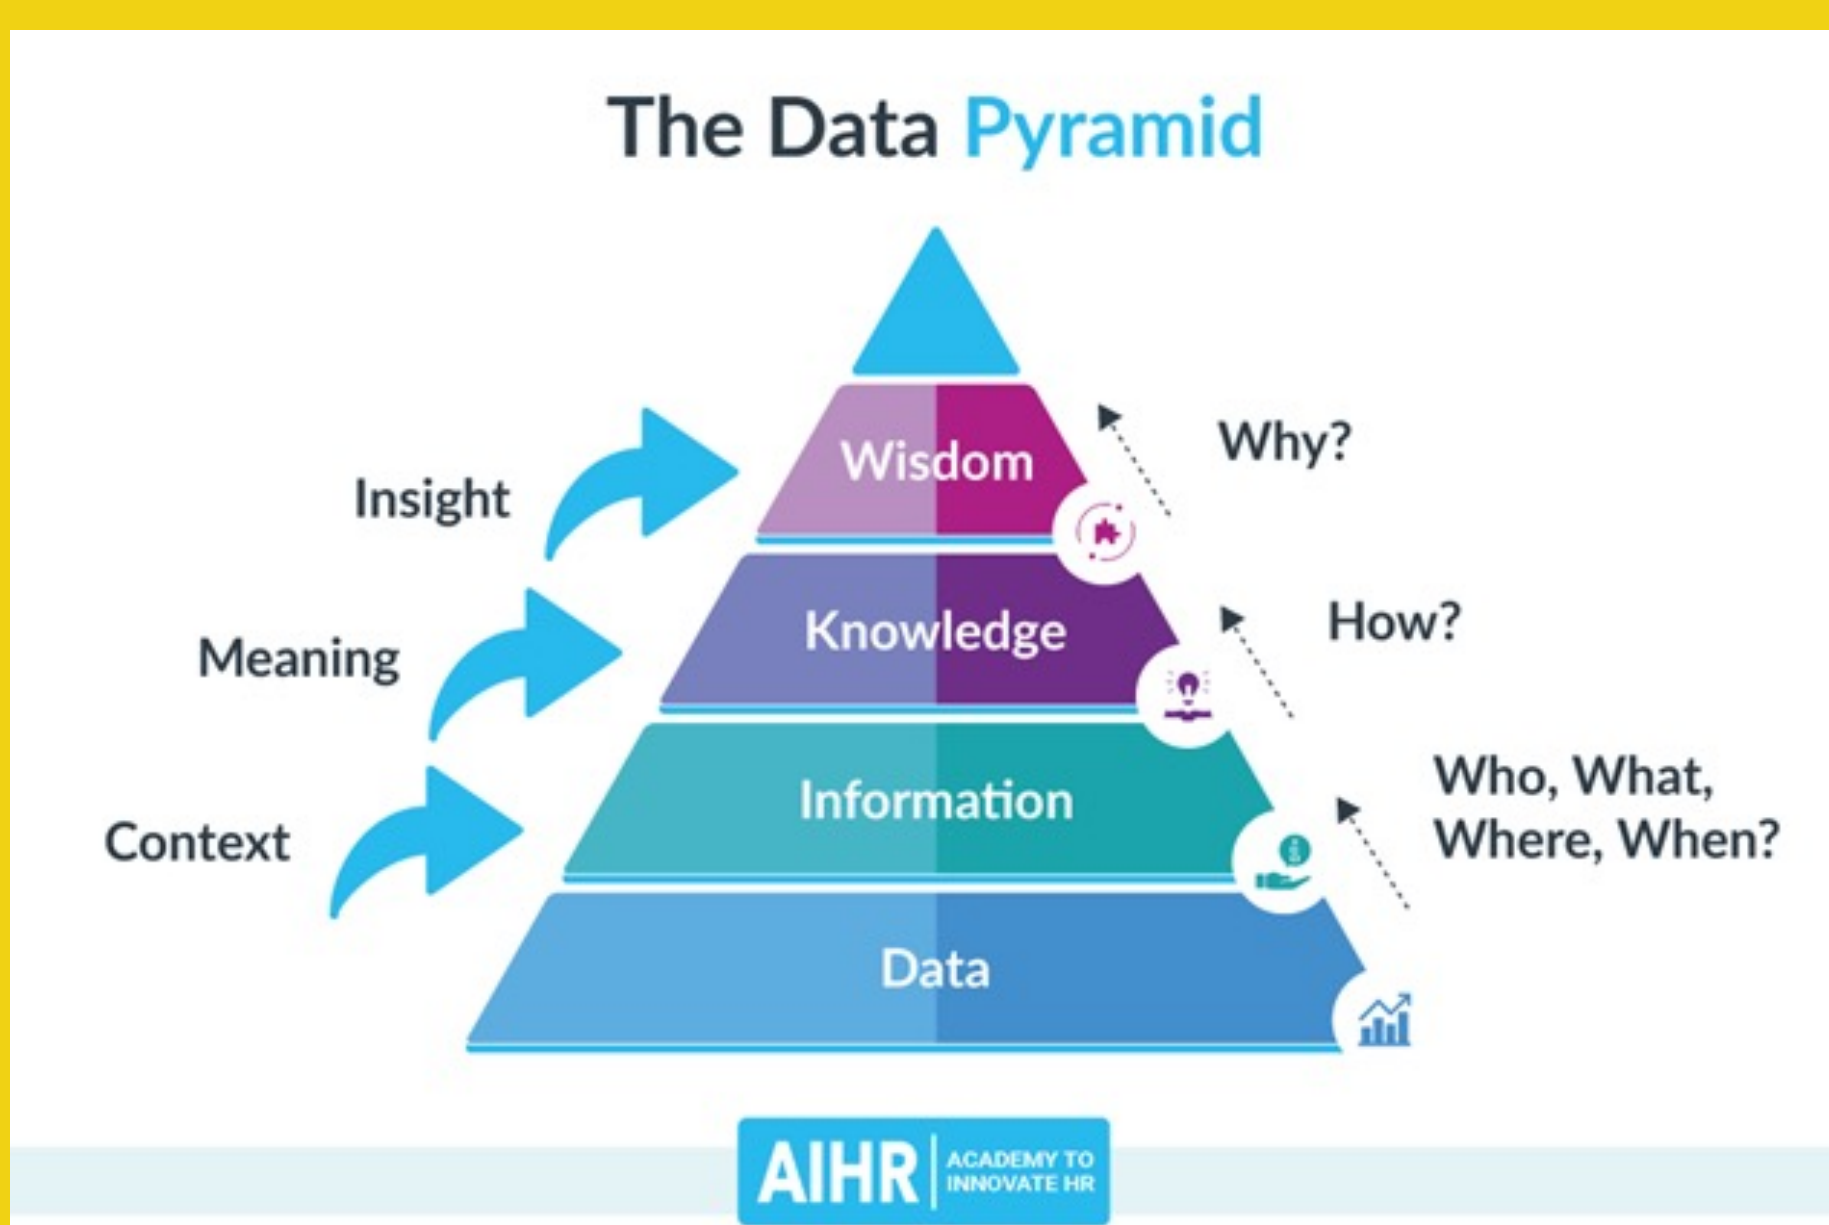 The Data Pyramid
Wisdom
Knowledge
Information
Data
Insight
Meaning
Context
Why?
How?
Who, What,
Where, When?
AIHR
ACADEMY TO
INNOVATE HR